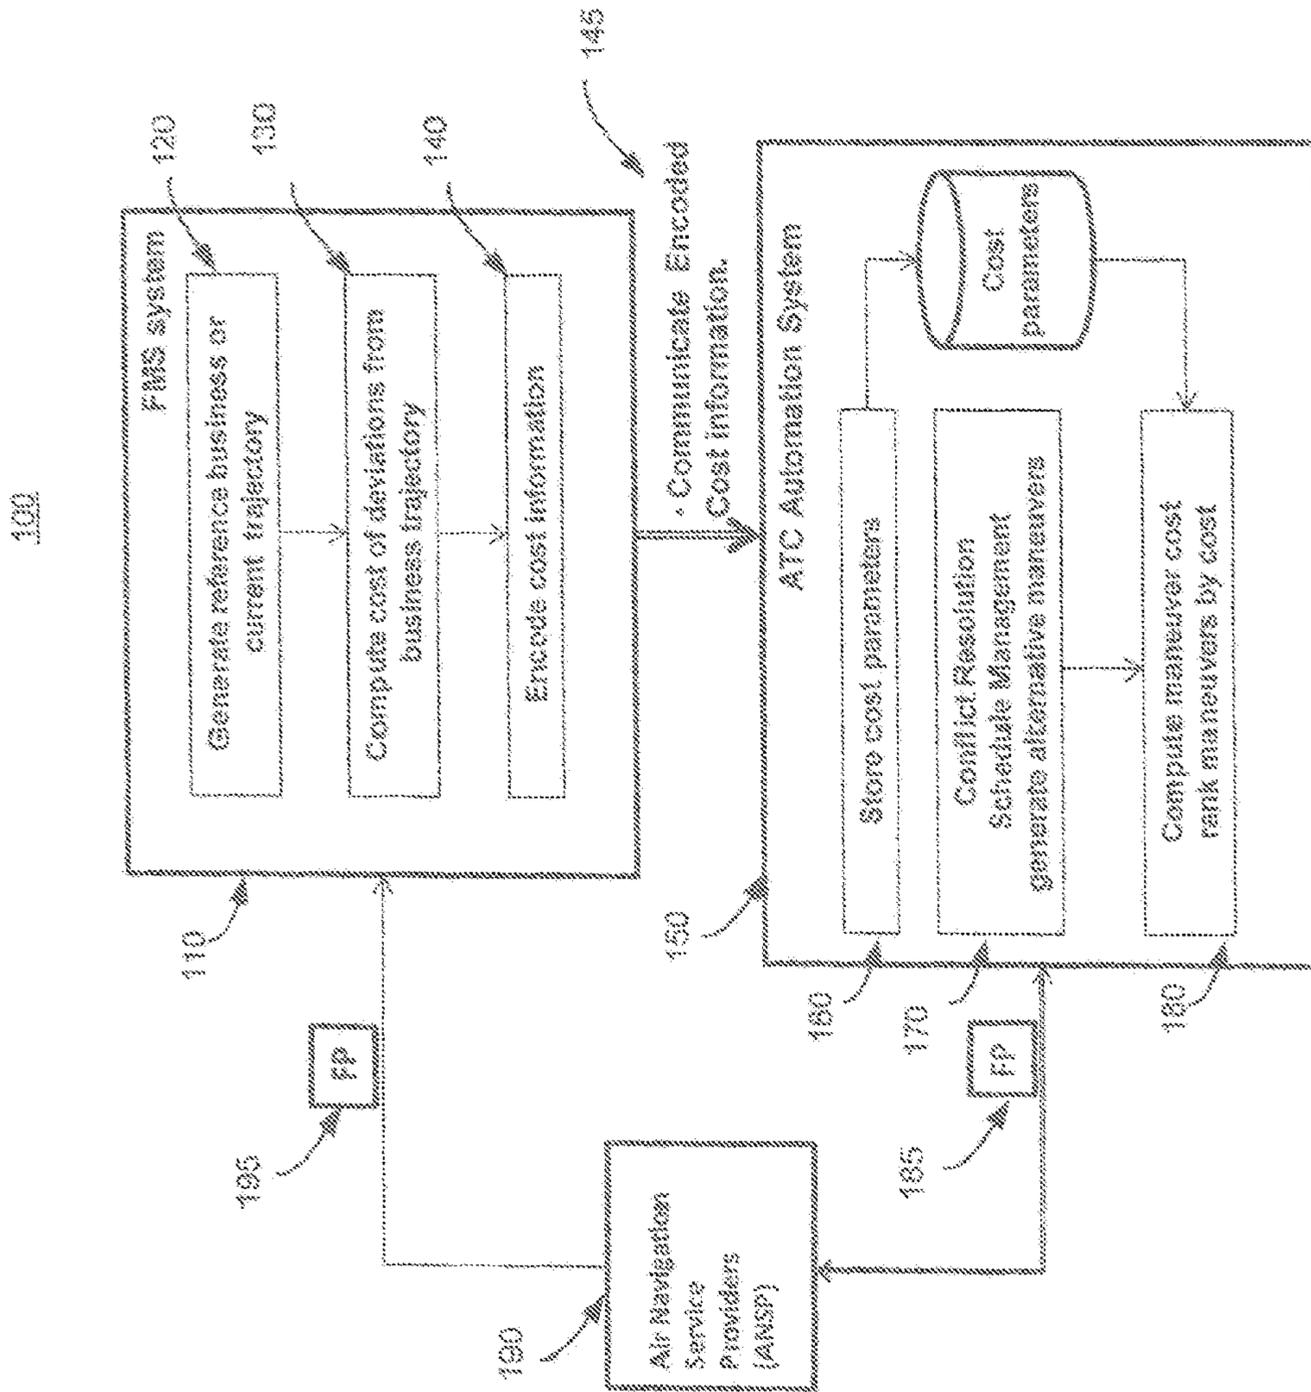 100
FMS system
120
Generate reference business or
current trajectory
130
Compute cost of deviations from
business trajectory
140
Encode cost information
110
195
FP
145
· Communicate Encoded
Cost information.
190
Air Navigation
Service
Providers
(ANSP)
150
ATC Automation System
160
Store cost parameters
Cost
parameters
170
Conflict Resolution
Schedule Management
generate alternative maneuvers
180
Compute maneuver cost
rank maneuvers by cost
185
FP